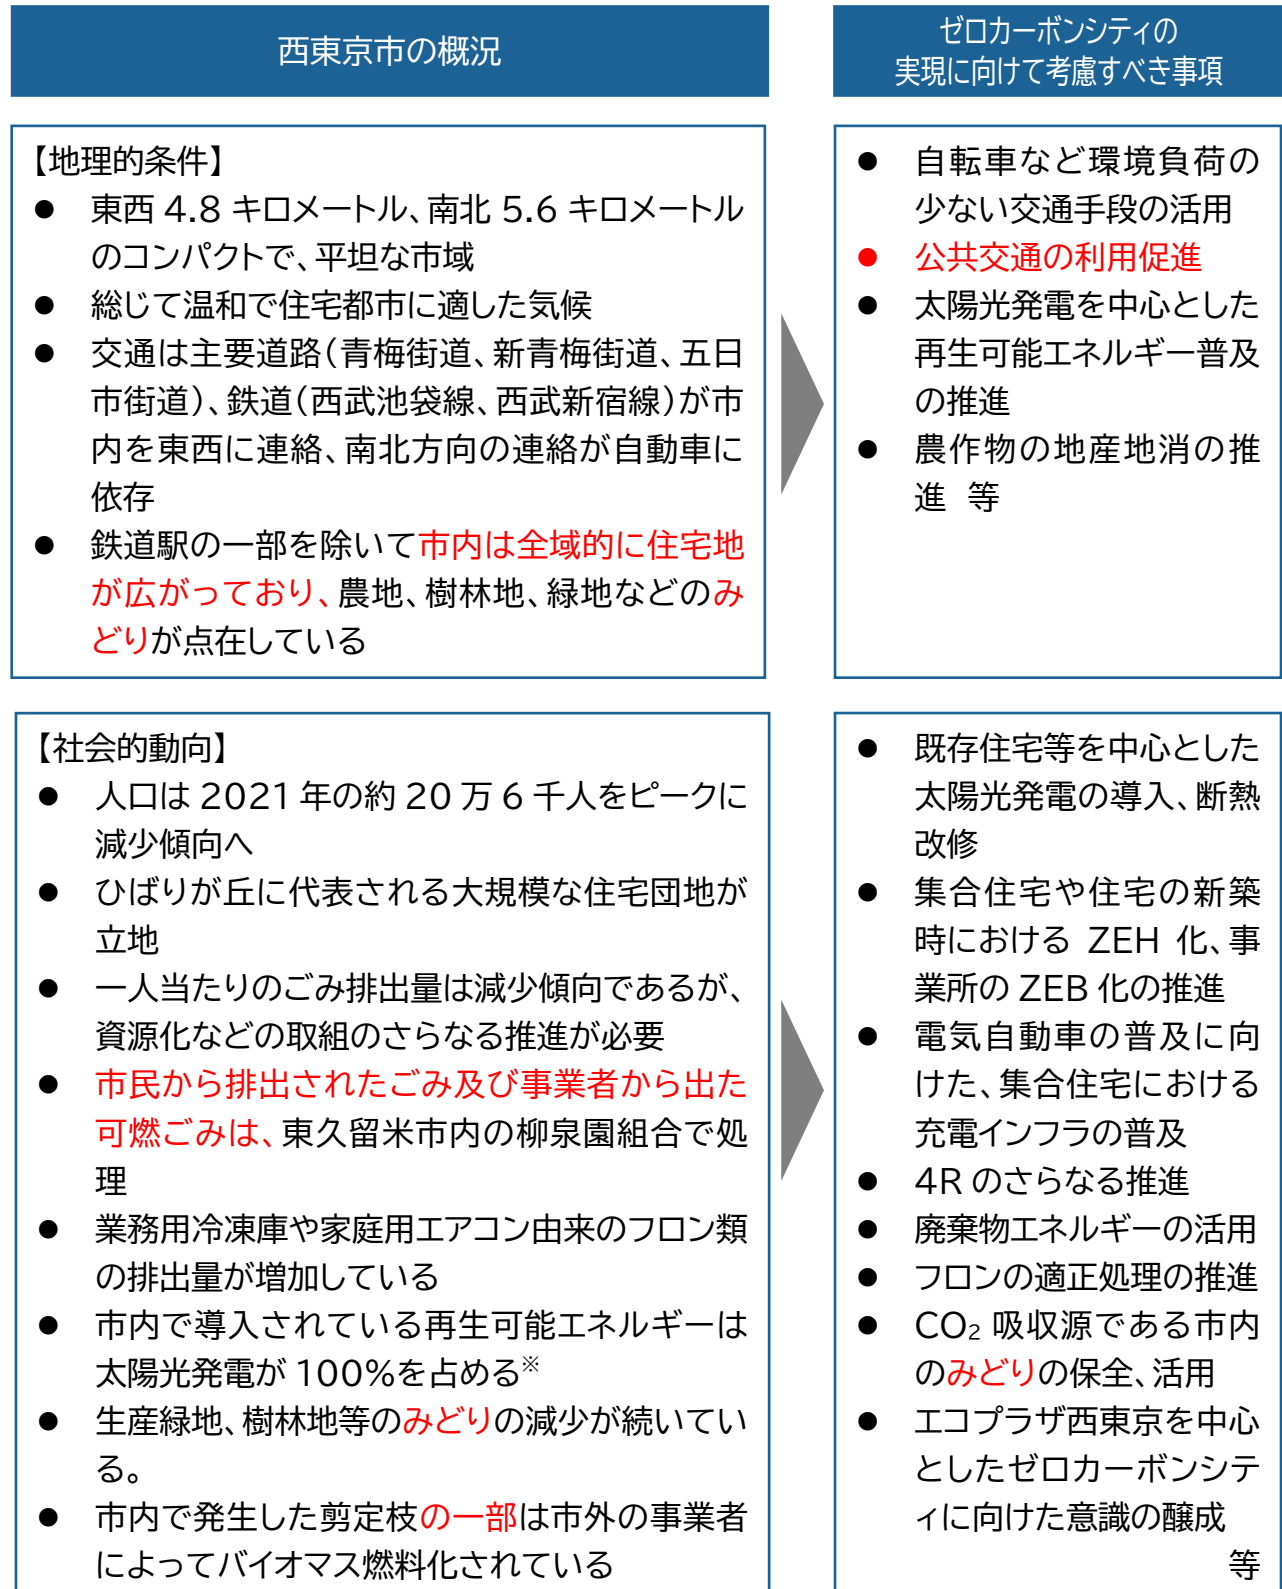 西東京市の概況
ゼロカーボンシティの
実現に向けて考慮すべき事項
【地理的条件】
● 東西 4.8 キロメートル、南北 5.6 キロメートル
のコンパクトで、平坦な市域
● 総じて温和で住宅都市に適した気候
● 交通は主要道路（青梅街道、新青梅街道、五日
市街道）、鉄道（西武池袋線、西武新宿線）が市
内を東西に連絡、南北方向の連絡が自動車に
依存
● 鉄道駅の一部を除いて市内は全域的に住宅地
が広がっており、農地、樹林地、緑地などのみ
どりが点在している
● 自転車など環境負荷の
少ない交通手段の活用
● 公共交通の利用促進
● 太陽光発電を中心とした
再生可能エネルギー普及
の推進
● 農作物の地産地消の推
進 等
【社会的動向】
● 人口は 2021 年の約 20 万 6 千人をピークに
減少傾向へ
● ひばりが丘に代表される大規模な住宅団地が
立地
● 一人当たりのごみ排出量は減少傾向であるが、
資源化などの取組のさらなる推進が必要
● 市民から排出されたごみ及び事業者から出た
可燃ごみは、東久留米市内の柳泉園組合で処
理
● 業務用冷凍庫や家庭用エアコン由来のフロン類
の排出量が増加している
● 市内で導入されている再生可能エネルギーは
太陽光発電が 100%を占める※
● 生産緑地、樹林地等のみどりの減少が続いてい
る。
● 市内で発生した剪定枝の一部は市外の事業者
によってバイオマス燃料化されている
● 既存住宅等を中心とした
太陽光発電の導入、断熱
改修
● 集合住宅や住宅の新築
時における ZEH 化、事
業所の ZEB 化の推進
● 電気自動車の普及に向
けた、集合住宅における
充電インフラの普及
● 4R のさらなる推進
● 廃棄物エネルギーの活用
● フロンの適正処理の推進
● CO₂ 吸収源である市内
のみどりの保全、活用
● エコプラザ西東京を中心
としたゼロカーボンシテ
ィに向けた意識の醸成
等